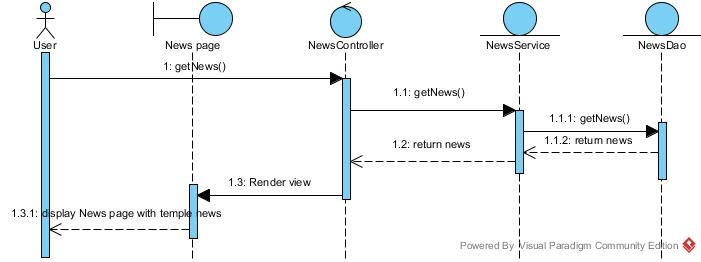 User
News page
NewsController
NewsService
NewsDao
1: getNews()
1.1: getNews()
1.1.1: getNews()
1.1.2: return news
1.2: return news
1.3: Render view
1.3.1: display News page with temple news
Powered By Visual Paradigm Community Edition